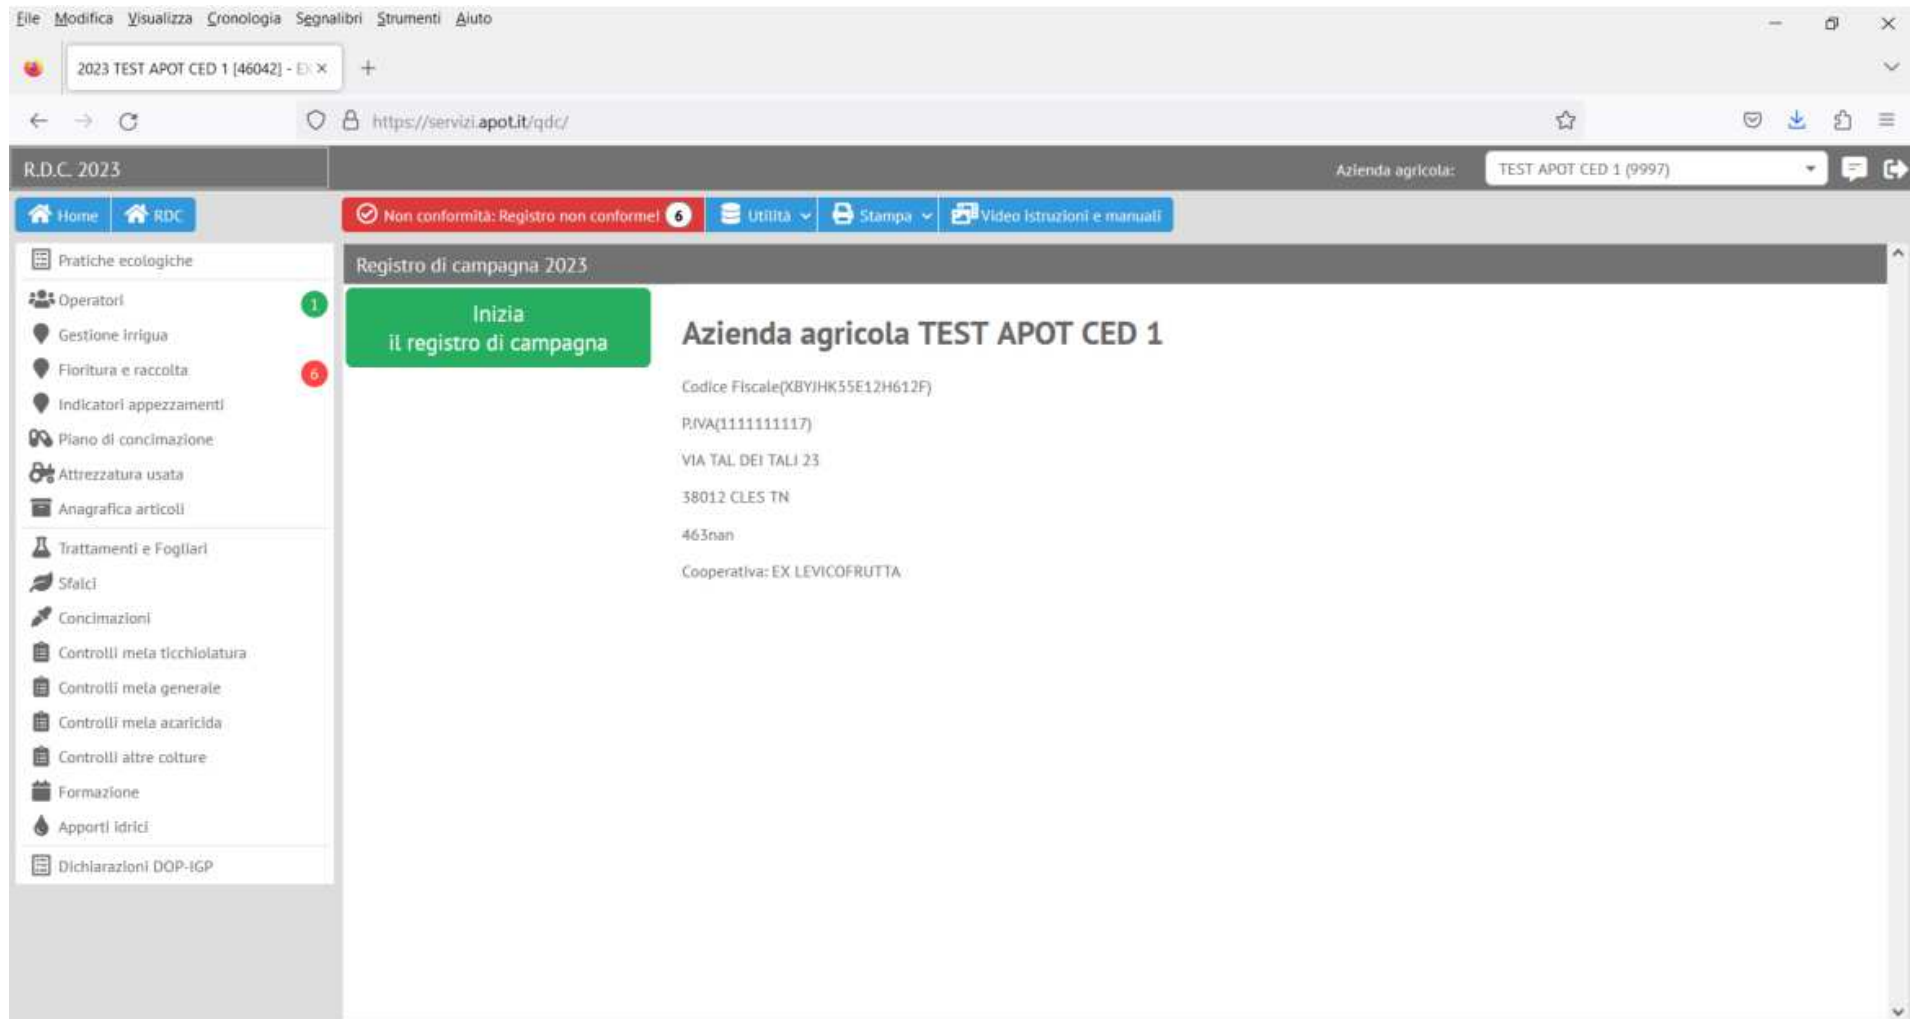 File Modifica Visualizza Cronologia Segnalibri Strumenti Aiuto
2023 TEST APOT CED 1 [46042] - EX
https://servizi.apot.it/qdc/
R.D.C. 2023
Azienda agricola:
TEST APOT CED 1 (9997)
Home
RDC
Non conformità: Registro non conforme! 6
Utilità
Stampa
Video istruzioni e manuali
Pratiche ecologiche
Operatori 1
Gestione irrigua
Fioritura e raccolta 6
Indicatori appezzamenti
Piano di concimazione
Attrezzatura usata
Anagrafica articoli
Trattamenti e Fogliari
Sfalci
Concimazioni
Controlli mela ticchiolatura
Controlli mela generale
Controlli mela acaricida
Controlli altre colture
Formazione
Apporti idrici
Dichiarazioni DOP-IGP
Registro di campagna 2023
Inizia
il registro di campagna
Azienda agricola TEST APOT CED 1
Codice Fiscale(XBYJHK55E12H612F)
P.IVA(1111111117)
VIA TAL DEI TALI 23
38012 CLES TN
463nan
Cooperativa: EX LEVICOFRUTTA